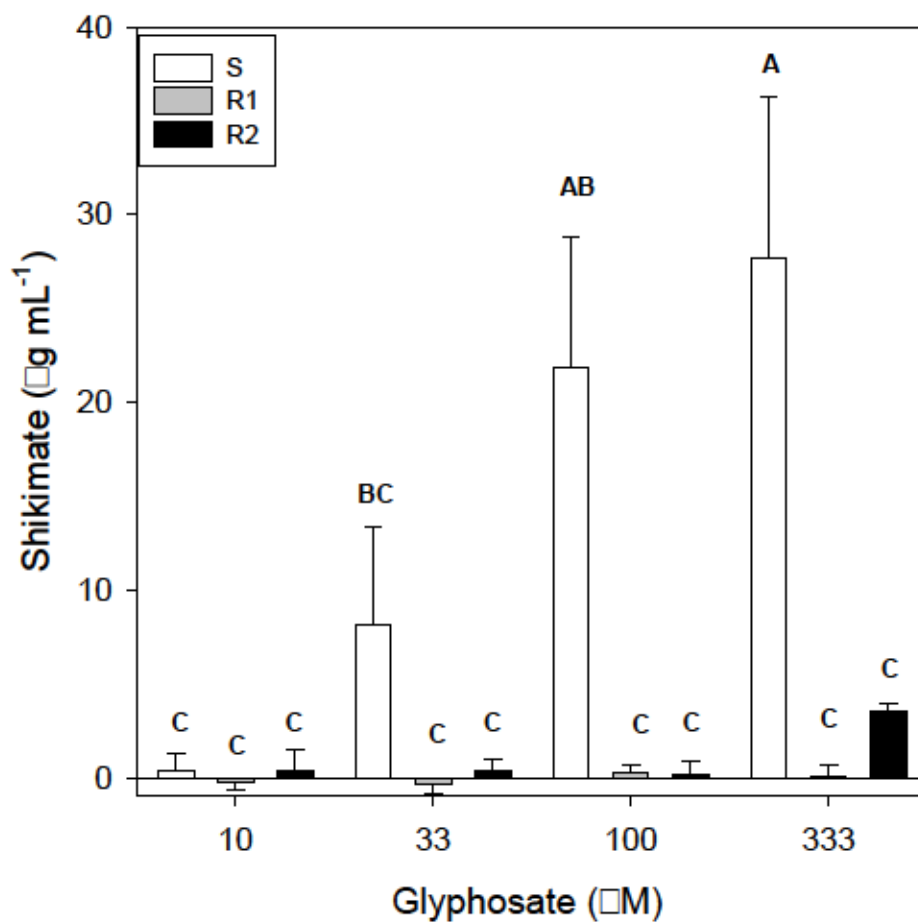 40
30
20
10
0
Shikimate (□g mL-1)
S
R1
R2
C
C
C
BC
C
C
AB
C
C
A
C
C
10
33
100
333
Glyphosate (□M)